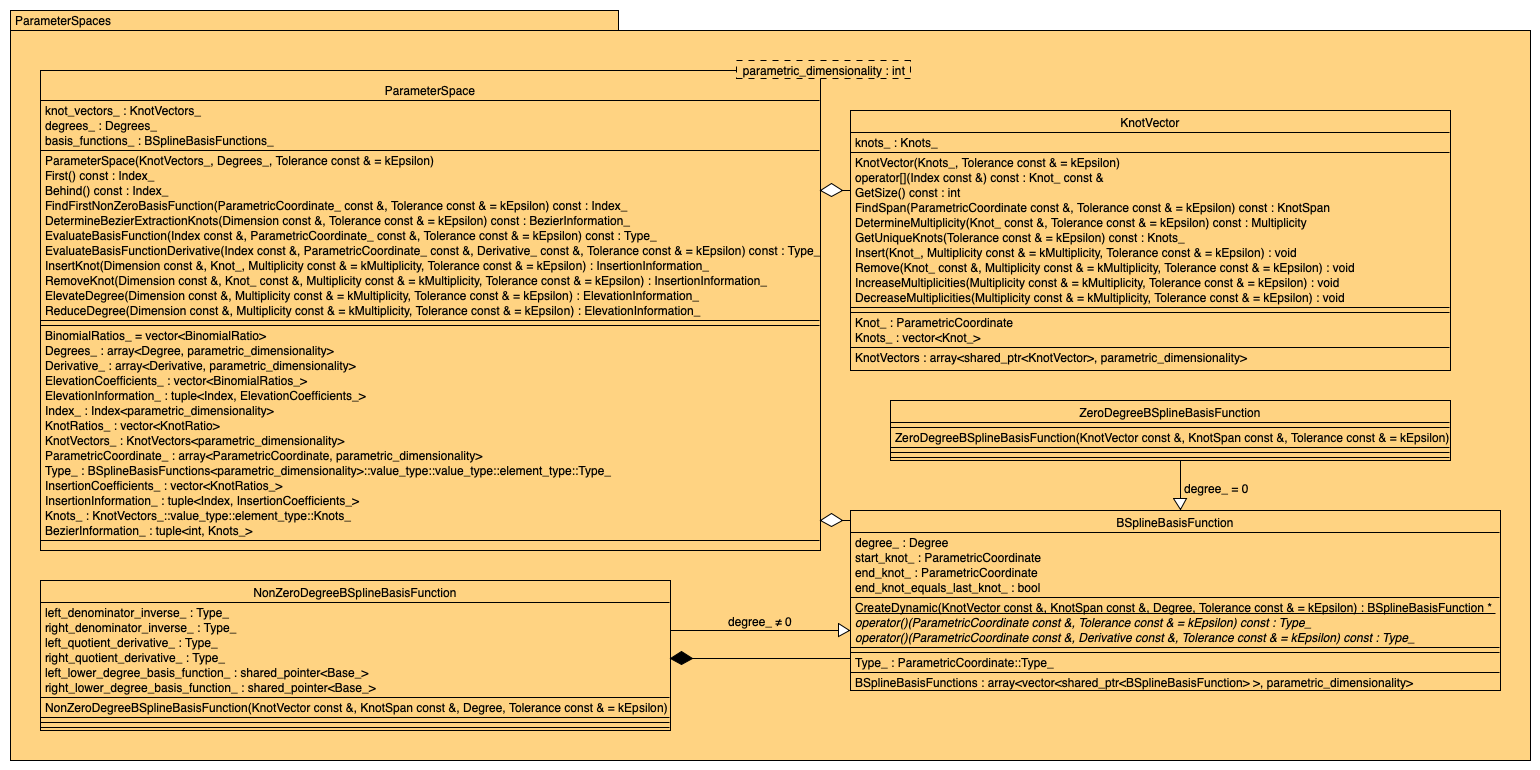 ParameterSpaces
parametric_dimensionality : int
ParameterSpace
knot_vectors_ : KnotVectors_
degrees_ : Degrees_
basis_functions_ : BSplineBasisFunctions_
ParameterSpace(KnotVectors_, Degrees_, Tolerance const & = kEpsilon)
First() const : Index_
Behind() const : Index_
FindFirstNonZeroBasisFunction(ParametricCoordinate_ const &, Tolerance const & = kEpsilon) const : Index_
DetermineBezierExtractionKnots(Dimension const &, Tolerance const & = kEpsilon) const : BezierInformation_
EvaluateBasisFunction(Index const &, ParametricCoordinate_ const &, Tolerance const & = kEpsilon) const : Type_
EvaluateBasisFunctionDerivative(Index const &, ParametricCoordinate_ const &, Derivative_ const &, Tolerance const & = kEpsilon) const : Type_
InsertKnot(Dimension const &, Knot_, Multiplicity const & = kMultiplicity, Tolerance const & = kEpsilon) : InsertionInformation_
RemoveKnot(Dimension const &, Knot_ const &, Multiplicity const & = kMultiplicity, Tolerance const & = kEpsilon) : InsertionInformation_
ElevateDegree(Dimension const &, Multiplicity const & = kMultiplicity, Tolerance const & = kEpsilon) : ElevationInformation_
ReduceDegree(Dimension const &, Multiplicity const & = kMultiplicity, Tolerance const & = kEpsilon) : ElevationInformation_
BinomialRatios_ = vector<BinomialRatio>
Degrees_ : array<Degree, parametric_dimensionality>
Derivative_ : array<Derivative, parametric_dimensionality>
ElevationCoefficients_ : vector<BinomialRatios_>
ElevationInformation_ : tuple<Index, ElevationCoefficients_>
Index_ : Index<parametric_dimensionality>
KnotRatios_ : vector<KnotRatio>
KnotVectors_ : KnotVectors<parametric_dimensionality>
ParametricCoordinate_ : array<ParametricCoordinate, parametric_dimensionality>
Type_ : BSplineBasisFunctions<parametric_dimensionality>::value_type::value_type::element_type::Type_
InsertionCoefficients_ : vector<KnotRatios_>
InsertionInformation_ : tuple<Index, InsertionCoefficients_>
Knots_ : KnotVectors_::value_type::element_type::Knots_
BezierInformation_ : tuple<int, Knots_>
KnotVector
knots_ : Knots_
KnotVector(Knots_, Tolerance const & = kEpsilon)
operator[](Index const &) const : Knot_ const &
GetSize() const : int
FindSpan(ParametricCoordinate const &, Tolerance const & = kEpsilon) const : KnotSpan
DetermineMultiplicity(Knot_ const &, Tolerance const & = kEpsilon) const : Multiplicity
GetUniqueKnots(Tolerance const & = kEpsilon) const : Knots_
Insert(Knot_, Multiplicity const & = kMultiplicity, Tolerance const & = kEpsilon) : void
Remove(Knot_ const &, Multiplicity const & = kMultiplicity, Tolerance const & = kEpsilon) : void
IncreaseMultiplicities(Multiplicity const & = kMultiplicity, Tolerance const & = kEpsilon) : void
DecreaseMultiplicities(Multiplicity const & = kMultiplicity, Tolerance const & = kEpsilon) : void
Knot_ : ParametricCoordinate
Knots_ : vector<Knot_>
KnotVectors : array<shared_ptr<KnotVector>, parametric_dimensionality>
ZeroDegreeBSplineBasisFunction
ZeroDegreeBSplineBasisFunction(KnotVector const &, KnotSpan const &, Tolerance const & = kEpsilon)
degree_ = 0
BSplineBasisFunction
degree_ : Degree
start_knot_ : ParametricCoordinate
end_knot_ : ParametricCoordinate
end_knot_equals_last_knot_ : bool
CreateDynamic(KnotVector const &, KnotSpan const &, Degree, Tolerance const & = kEpsilon) : BSplineBasisFunction *
operator()(ParametricCoordinate const &, Tolerance const & = kEpsilon) const : Type_
operator()(ParametricCoordinate const &, Derivative const &, Tolerance const & = kEpsilon) const : Type_
Type_ : ParametricCoordinate::Type_
BSplineBasisFunctions : array<vector<shared_ptr<BSplineBasisFunction> >, parametric_dimensionality>
NonZeroDegreeBSplineBasisFunction
left_denominator_inverse_ : Type_
right_denominator_inverse_ : Type_
left_quotient_derivative_ : Type_
right_quotient_derivative_ : Type_
left_lower_degree_basis_function_ : shared_pointer<Base_>
right_lower_degree_basis_function_ : shared_pointer<Base_>
NonZeroDegreeBSplineBasisFunction(KnotVector const &, KnotSpan const &, Degree, Tolerance const & = kEpsilon)
degree_ ≠ 0